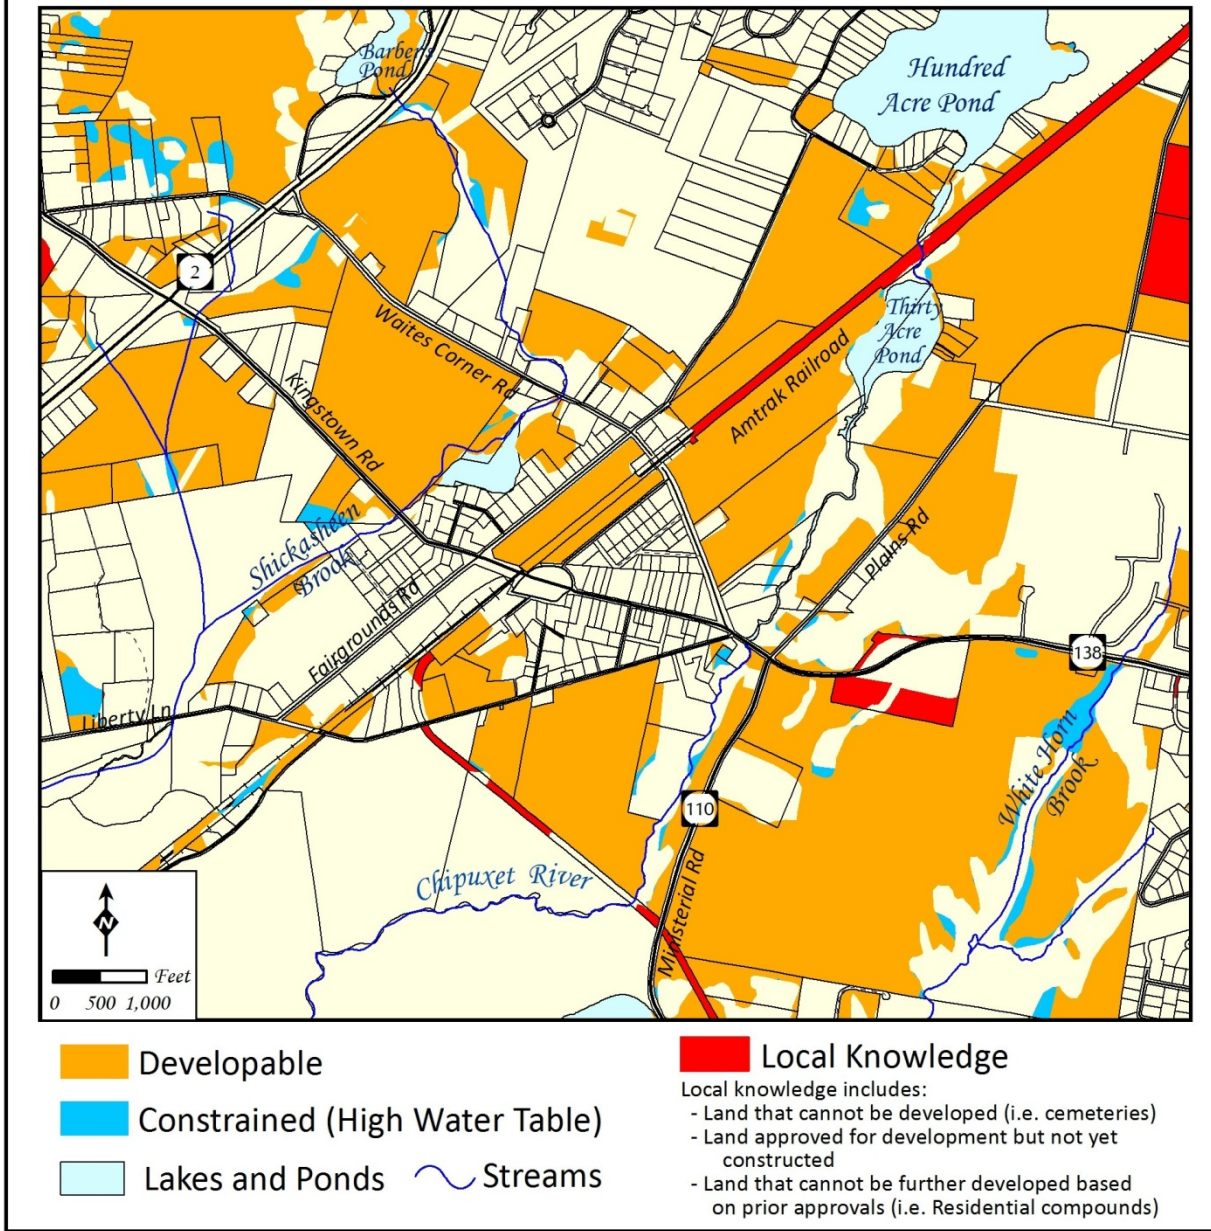 Barber's
Pond
Hundred
Acre Pond
2
Thirty
Acre
Pond
Waites Corner Rd
Amtrak Railroad
Kingstown Rd
Shickasheen
Brook
Plains Rd
Fairgrounds Rd
138
Liberty Ln
White Horn
Brook
110
Chipuxet River
Ministerial Rd
N
Feet
0 500 1,000
Developable
Constrained (High Water Table)
Lakes and Ponds
Streams
Local Knowledge
Local knowledge includes:
- Land that cannot be developed (i.e. cemeteries)
- Land approved for development but not yet
constructed
- Land that cannot be further developed based
on prior approvals (i.e. Residential compounds)